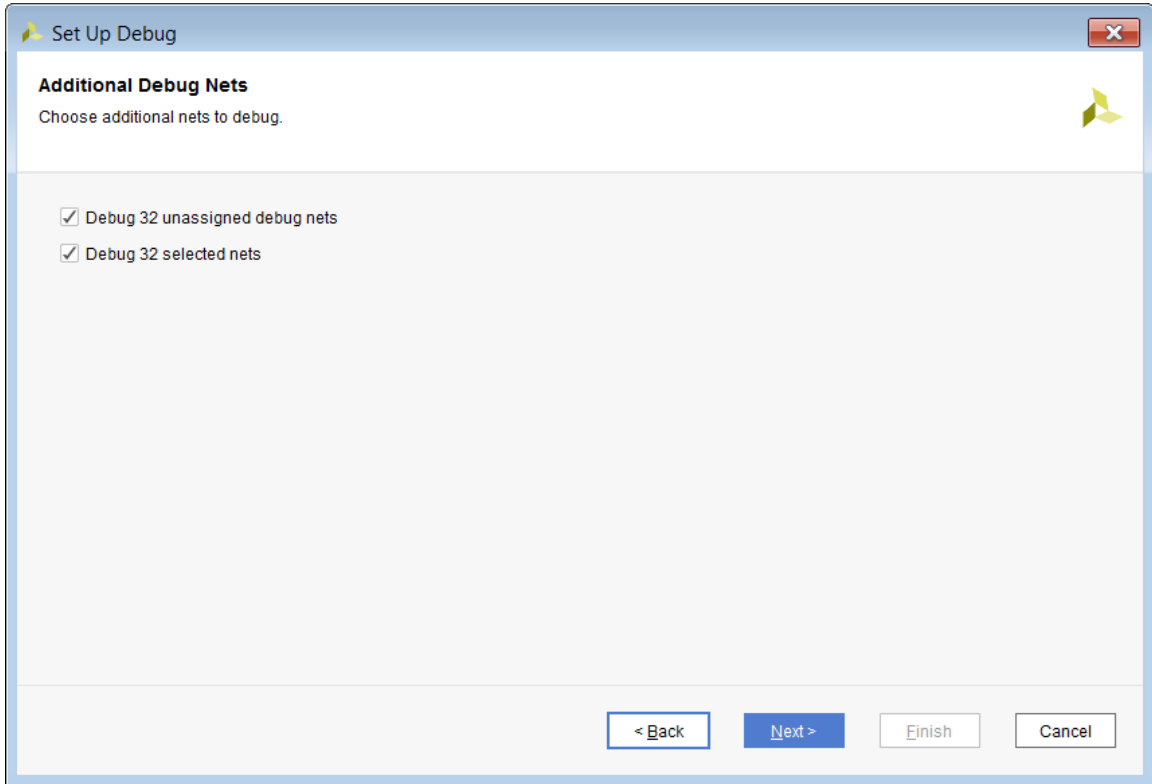 Set Up Debug
Additional Debug Nets
Choose additional nets to debug.
Debug 32 unassigned debug nets
Debug 32 selected nets
< Back Next > Finish Cancel